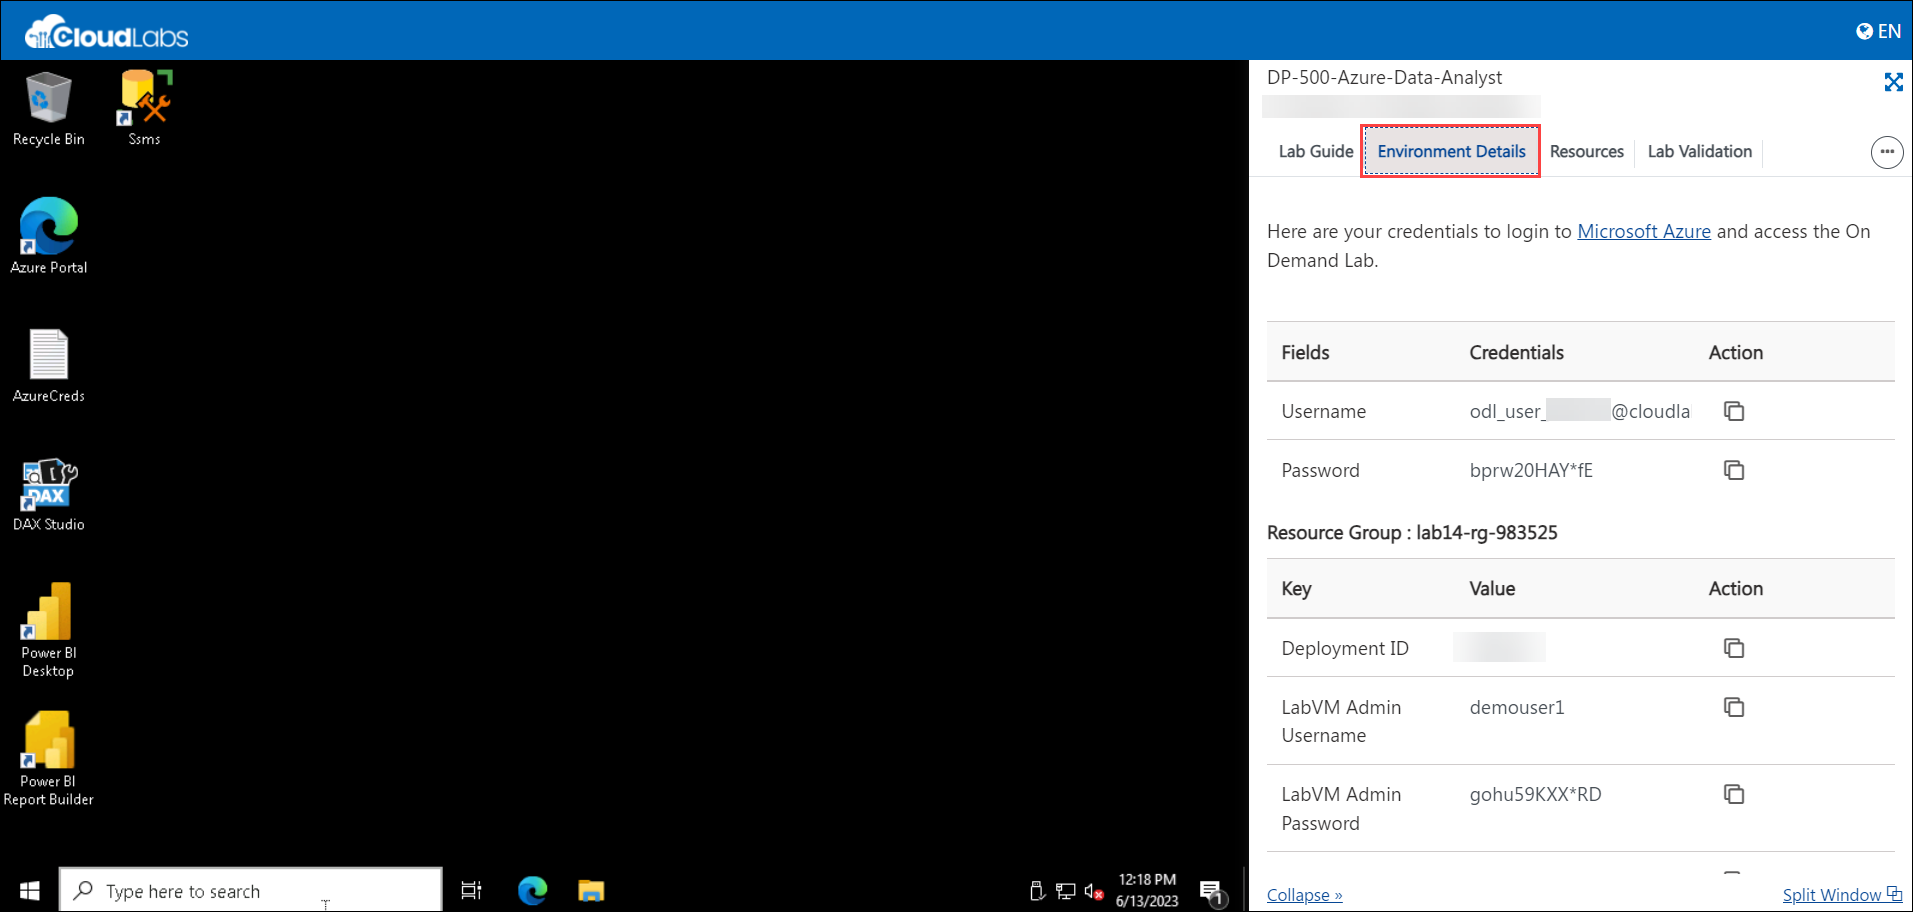 CloudLabs
EN
Recycle Bin
Ssms
Azure Portal
AzureCreds
DAX
DAX Studio
Power BI
Desktop
Power BI
Report Builder
Type here to search
12:18 PM
6/13/2023
1
DP-500-Azure-Data-Analyst
Lab Guide
Environment Details
Resources
Lab Validation
Here are your credentials to login to Microsoft Azure and access the On
Demand Lab.
Fields Credentials Action
Username odl_user_ @cloudla
Password bprw20HAY*fE
Resource Group : lab14-rg-983525
Key Value Action
Deployment ID
LabVM Admin
Username
demouser1
LabVM Admin
Password
gohu59KXX*RD
Collapse »
Split Window